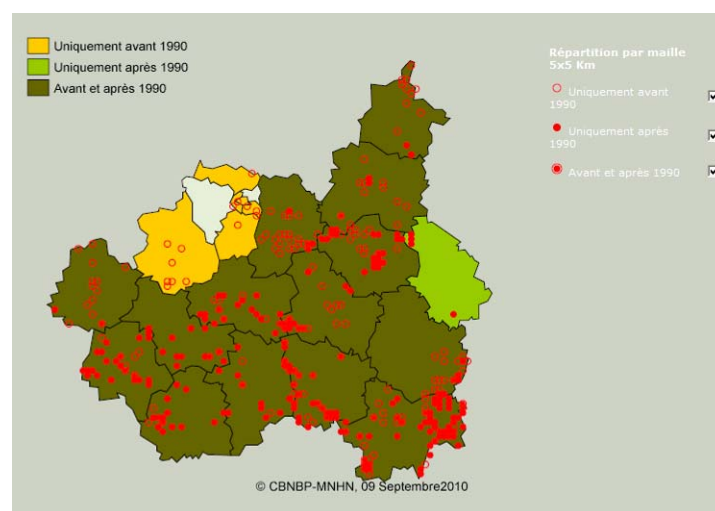 Uniquement avant 1990
Uniquement après 1990
Avant et après 1990
Répartition par maille
5x5 Km
Uniquement avant
1990
Uniquement après
1990
Avant et après 1990
© CBNBP-MNHN, 09 Septembre2010